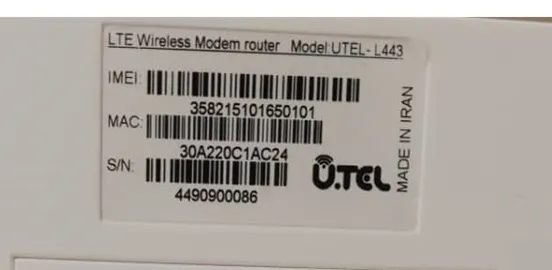 LTE Wireless Modem router Model:UTEL- L443
IMEI:
358215101650101
MAC:
30A220C1AC24
S/N:
4490900086
U.TEL
MADE IN IRAN